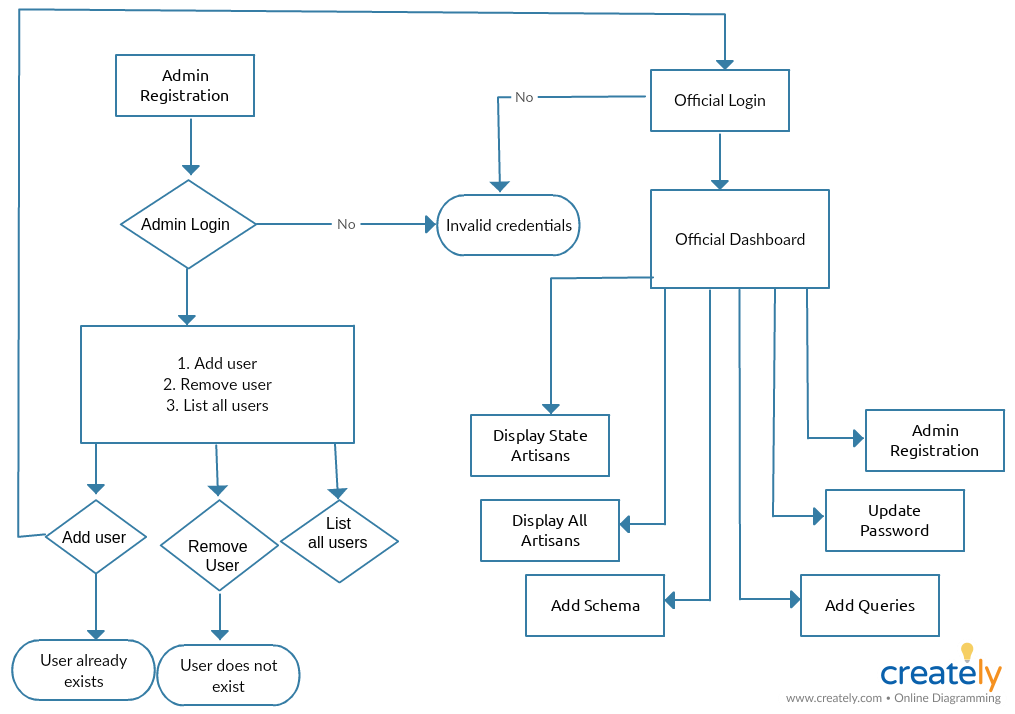 Admin
Registration
Official Login
No
Admin Login
No
Invalid credentials
Official Dashboard
1. Add user
2. Remove user
3. List all users
Display State
Artisans
Admin
Registration
Add user
Remove
User
List
all users
Display All
Artisans
Update
Password
Add Schema
Add Queries
User already
exists
User does not
exist
creately
www.creately.com • Online Diagramming